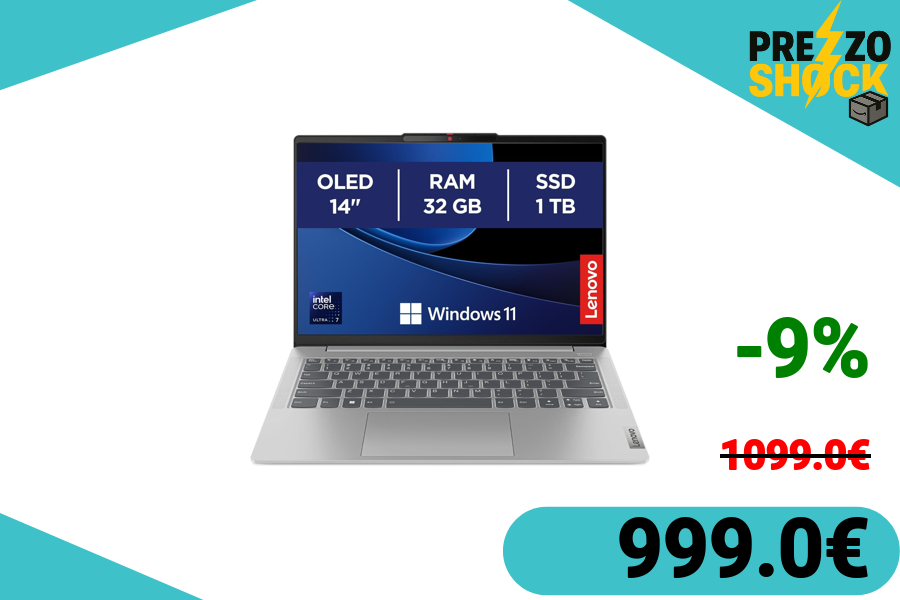 PREZZO
SHOCK
OLED
14"
RAM
32 GB
SSD
1 TB
Lenovo
intel
CORE
ULTRA 7
Windows 11
Lenovo
-9%
1099.0€
999.0€